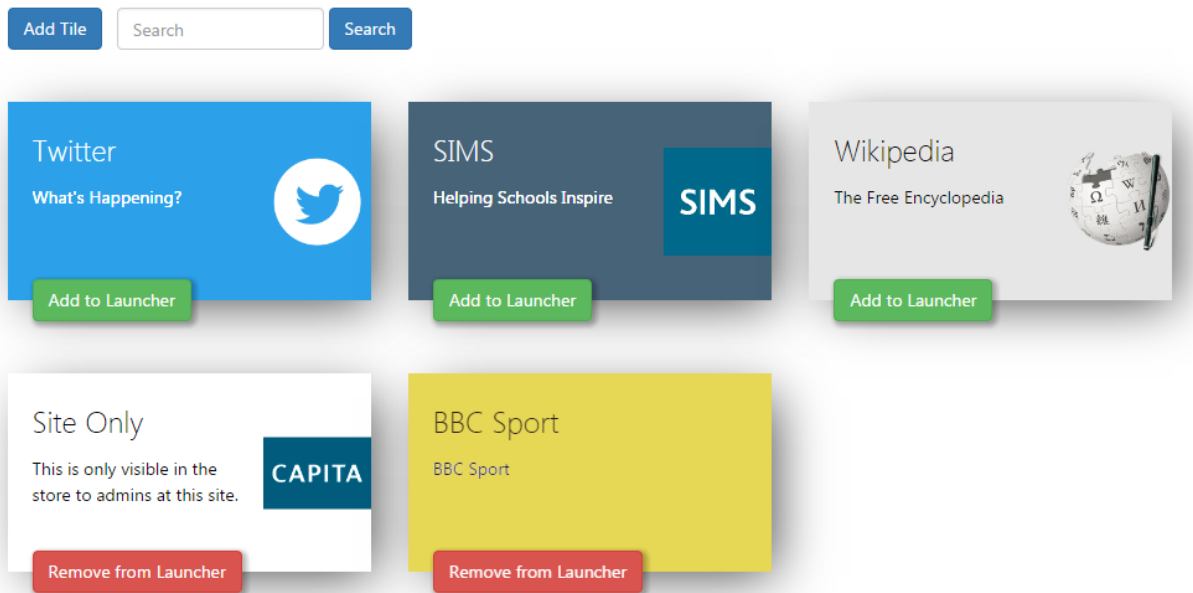 Add Tile
Search
Search
Twitter
What's Happening?
Add to Launcher
SIMS
Helping Schools Inspire
SIMS
Add to Launcher
Wikipedia
The Free Encyclopedia
Ω
W
И
Add to Launcher
Site Only
This is only visible in the
store to admins at this site.
CAPITA
Remove from Launcher
BBC Sport
BBC Sport
Remove from Launcher